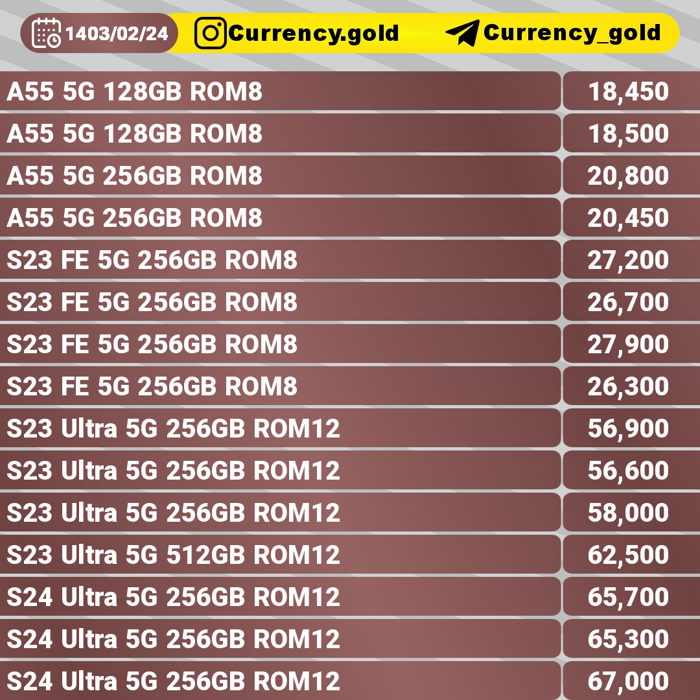 1403/02/24 Currency.gold Currency_gold
A55 5G 128GB ROM8 18,450
A55 5G 128GB ROM8 18,500
A55 5G 256GB ROM8 20,800
A55 5G 256GB ROM8 20,450
S23 FE 5G 256GB ROM8 27,200
S23 FE 5G 256GB ROM8 26,700
S23 FE 5G 256GB ROM8 27,900
S23 FE 5G 256GB ROM8 26,300
S23 Ultra 5G 256GB ROM12 56,900
S23 Ultra 5G 256GB ROM12 56,600
S23 Ultra 5G 256GB ROM12 58,000
S23 Ultra 5G 512GB ROM12 62,500
S24 Ultra 5G 256GB ROM12 65,700
S24 Ultra 5G 256GB ROM12 65,300
S24 Ultra 5G 256GB ROM12 67,000